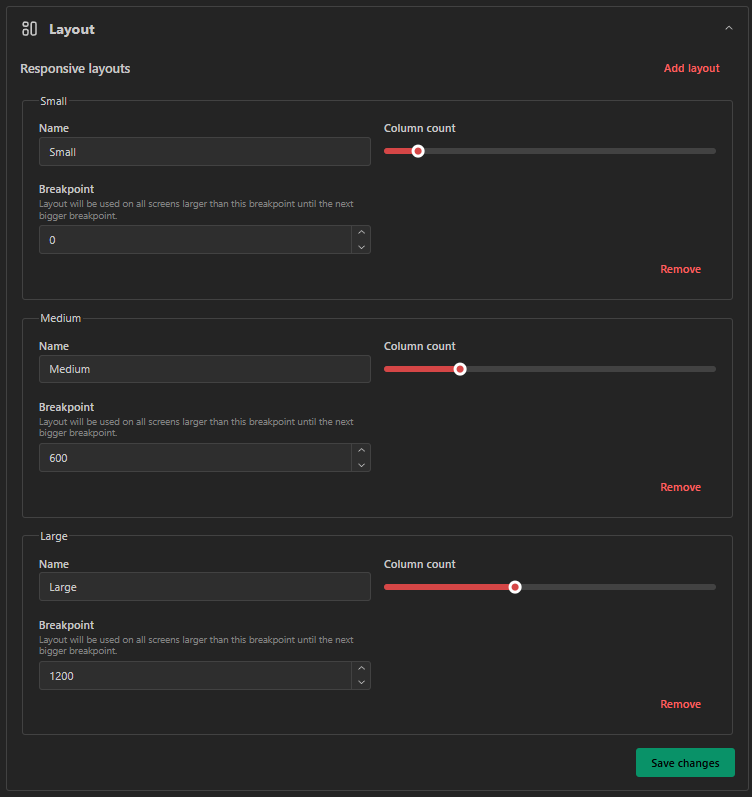 Layout
Responsive layouts
Add layout
Small
Name
Column count
Small
Breakpoint
Layout will be used on all screens larger than this breakpoint until the next
bigger breakpoint.
0
Remove
Medium
Name
Column count
Medium
Breakpoint
Layout will be used on all screens larger than this breakpoint until the next
bigger breakpoint.
600
Remove
Large
Name
Column count
Large
Breakpoint
Layout will be used on all screens larger than this breakpoint until the next
bigger breakpoint.
1200
Remove
Save changes